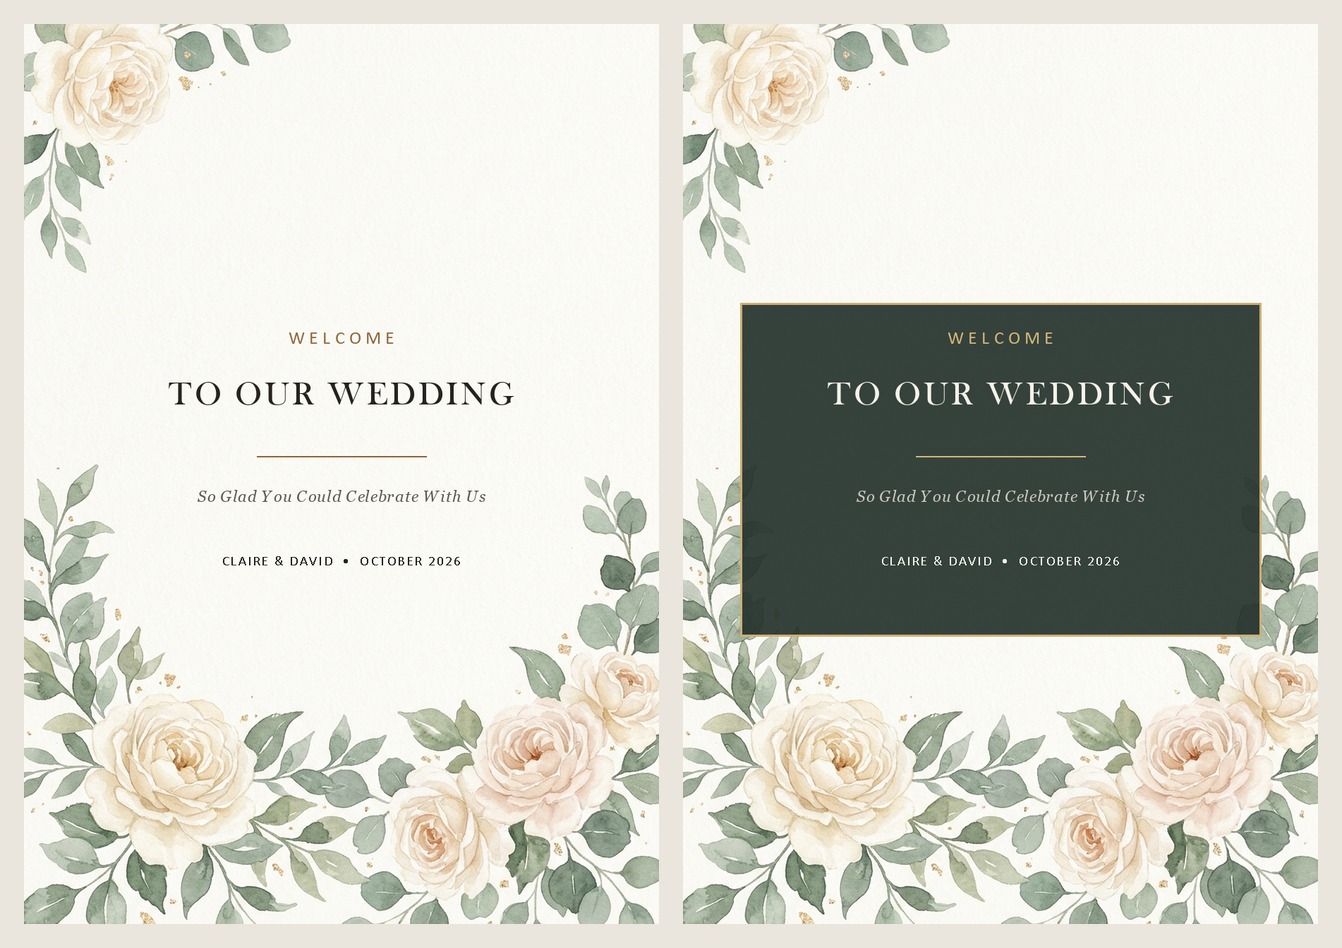 WELCOME
TO OUR WEDDING
So Glad You Could Celebrate With Us
CLAIRE & DAVID • OCTOBER 2026
WELCOME
TO OUR WEDDING
So Glad You Could Celebrate With Us
CLAIRE & DAVID • OCTOBER 2026